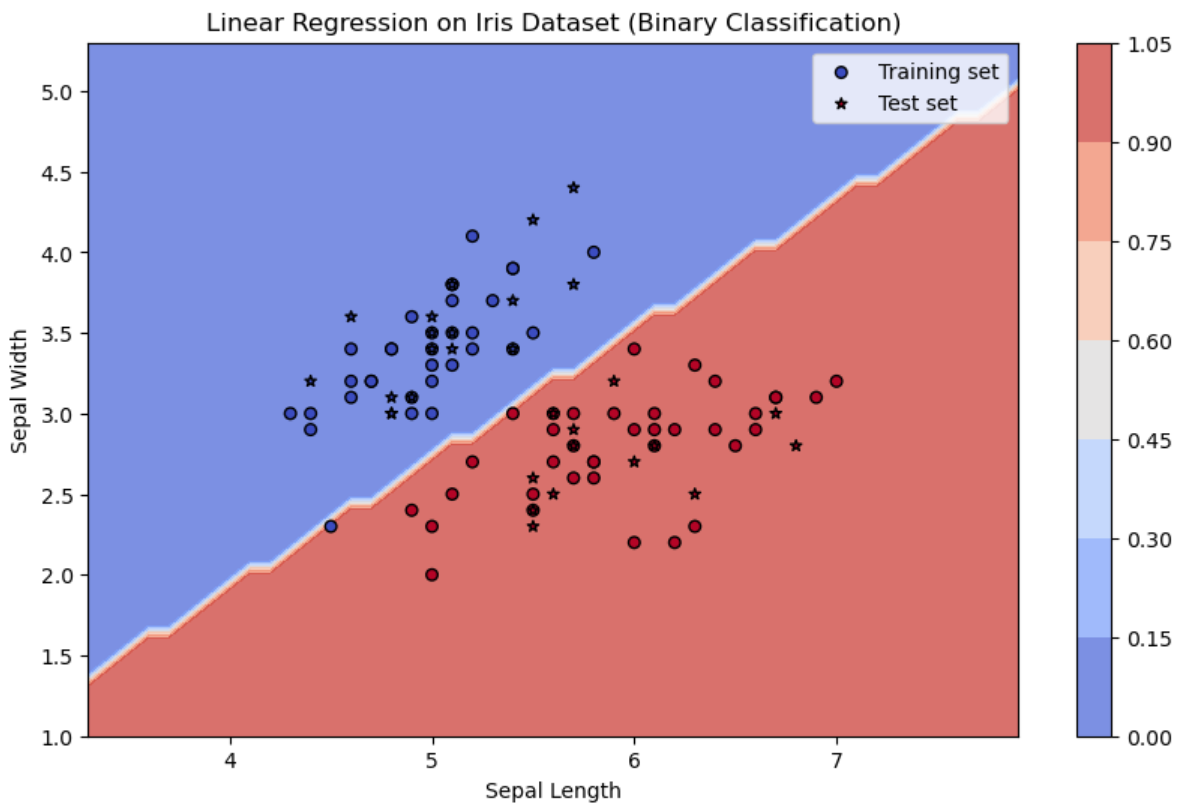 Linear Regression on Iris Dataset (Binary Classification)
Training set
Test set
Sepal Width
5.0
4.5
4.0
3.5
3.0
2.5
2.0
1.5
1.0
4 5 6 7
Sepal Length
1.05
0.90
0.75
0.60
0.45
0.30
0.15
0.00